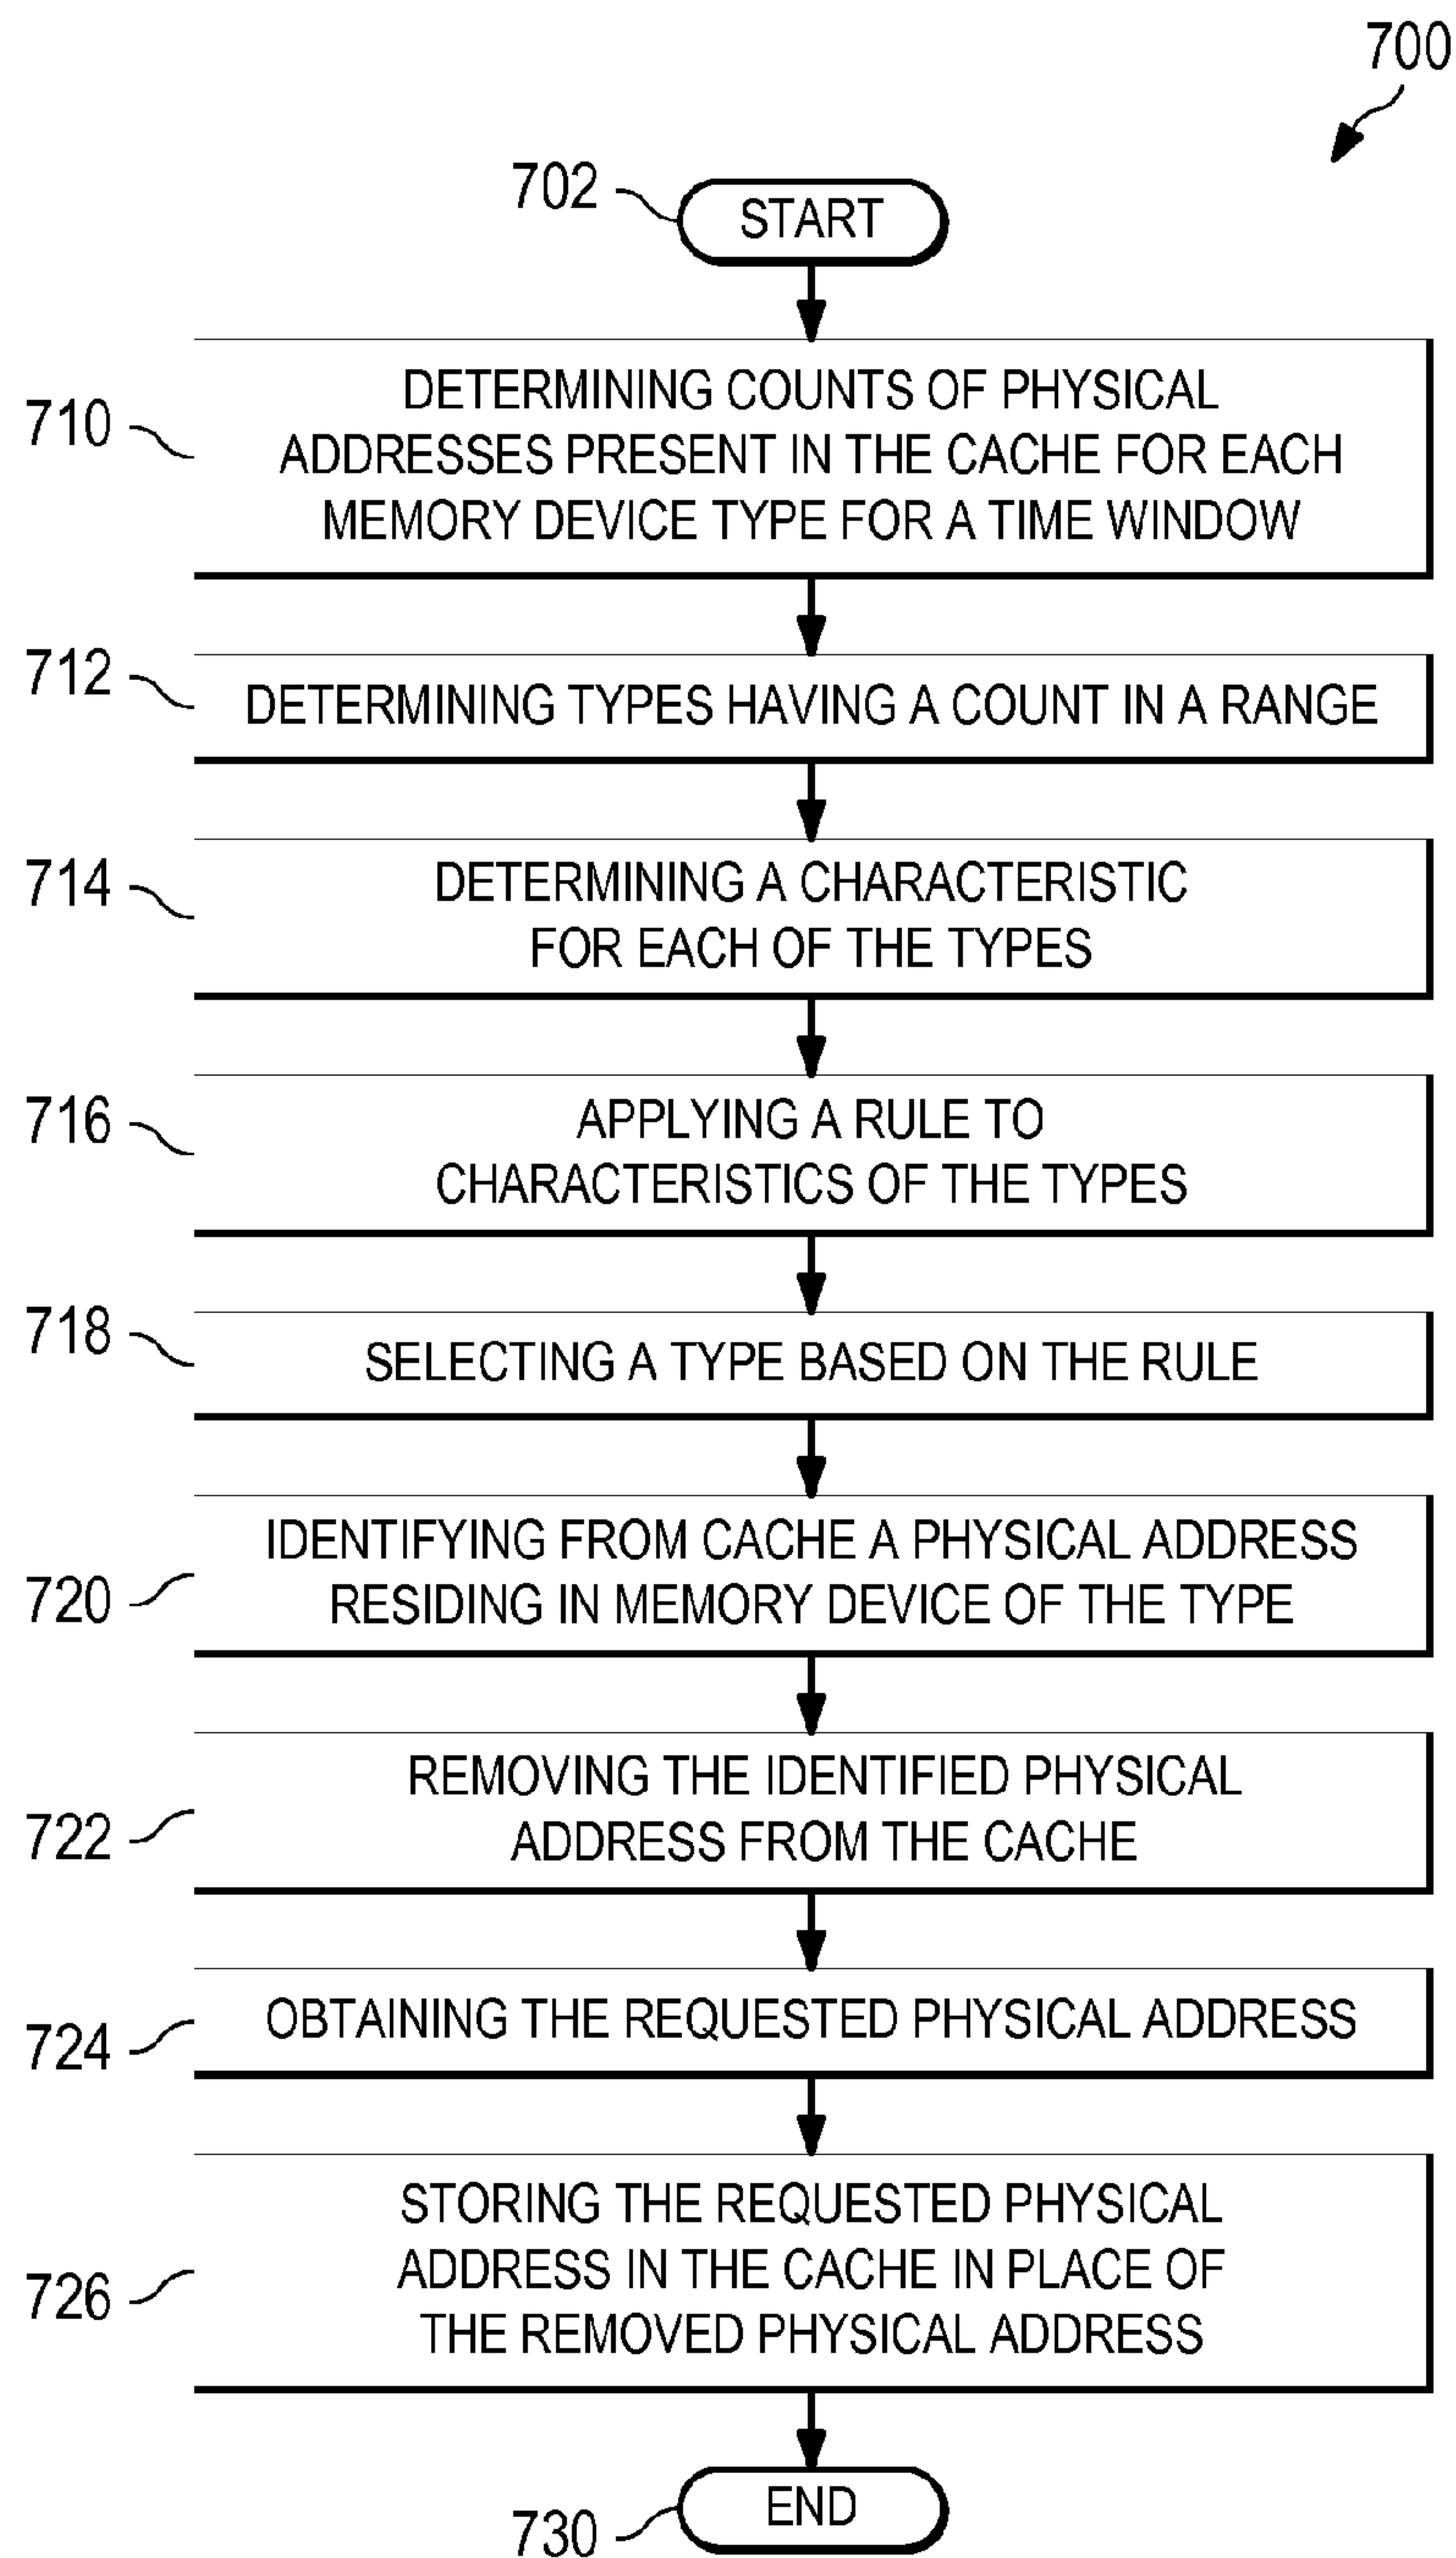 700
702
START
710
DETERMINING COUNTS OF PHYSICAL
ADDRESSES PRESENT IN THE CACHE FOR EACH
MEMORY DEVICE TYPE FOR A TIME WINDOW
712
DETERMINING TYPES HAVING A COUNT IN A RANGE
714
DETERMINING A CHARACTERISTIC
FOR EACH OF THE TYPES
716
APPLYING A RULE TO
CHARACTERISTICS OF THE TYPES
718
SELECTING A TYPE BASED ON THE RULE
720
IDENTIFYING FROM CACHE A PHYSICAL ADDRESS
RESIDING IN MEMORY DEVICE OF THE TYPE
722
REMOVING THE IDENTIFIED PHYSICAL
ADDRESS FROM THE CACHE
724
OBTAINING THE REQUESTED PHYSICAL ADDRESS
726
STORING THE REQUESTED PHYSICAL
ADDRESS IN THE CACHE IN PLACE OF
THE REMOVED PHYSICAL ADDRESS
730
END